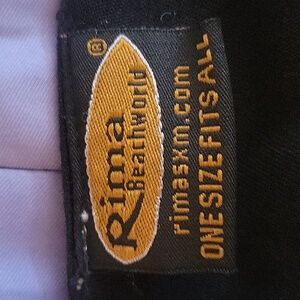 ®
Rima
Beachworld
rimasxm.com
ONE SIZE FITS ALL